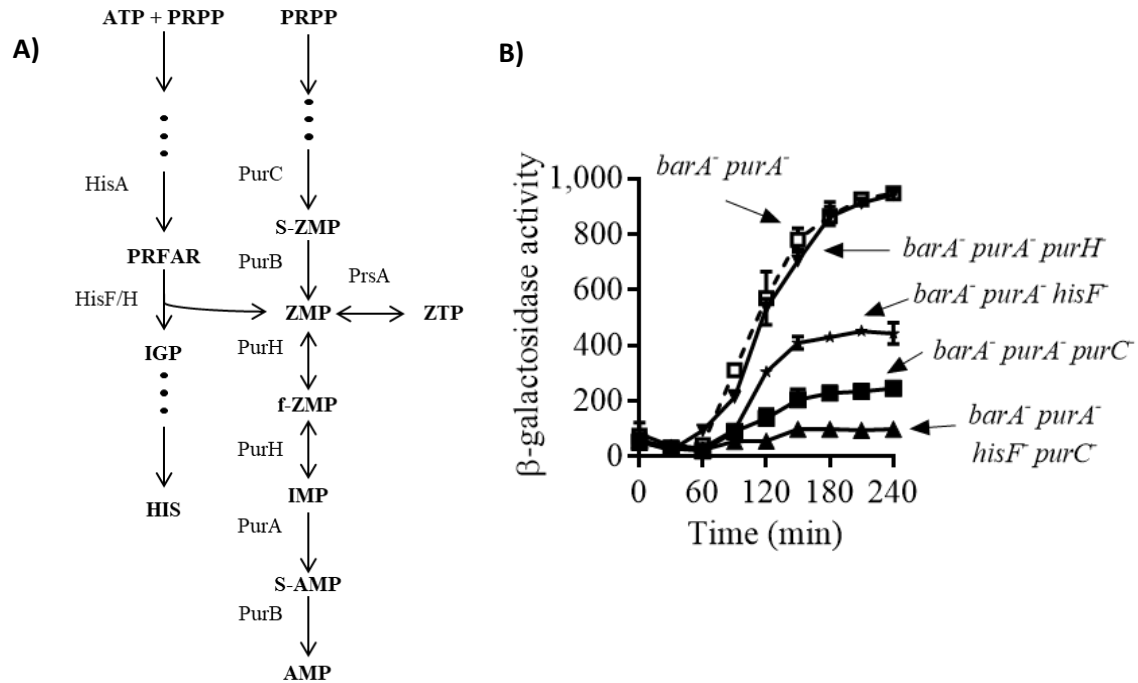 A)
ATP + PRPP
PRPP
HisA
PurC
S-ZMP
PRFAR
PurB
PrsA
HisF/H
ZMP
ZTP
IGP
PurH
f-ZMP
PurH
HIS
IMP
PurA
S-AMP
PurB
AMP
B)
β-galactosidase activity
1,000
800
600
400
200
0
0
60
120
180
240
Time (min)
barA⁻ purA⁻
barA⁻ purA⁻ purH⁻
barA⁻ purA⁻ hisF⁻
barA⁻ purA⁻ purC⁻
barA⁻ purA⁻
hisF⁻ purC⁻